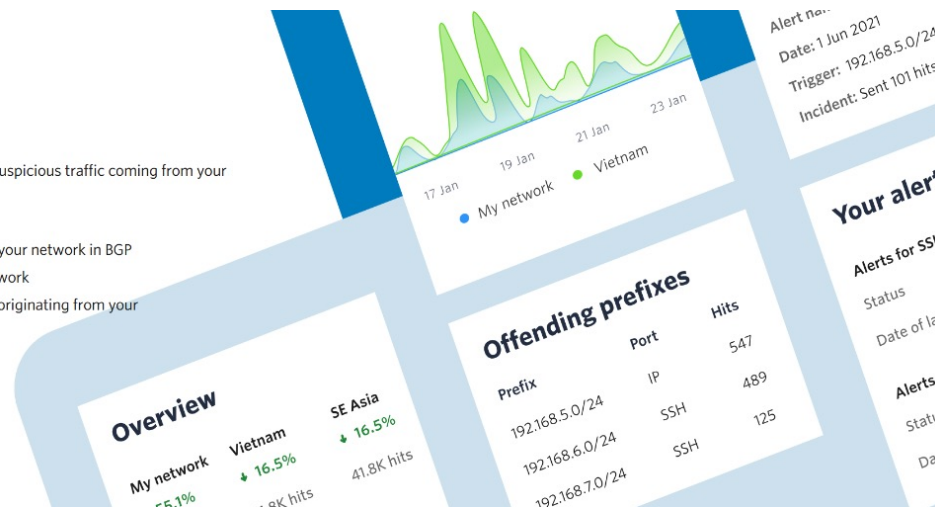 uspicious traffic coming from your
your network in BGP
work
originating from your
17 Jan
19 Jan
21 Jan
23 Jan
My network
Vietnam
Date: 1 Jun 2021
Trigger: 192.168.5.0/24
Incident: Sent 101 hits
Overview
My network Vietnam SE Asia
16.5% 16.5%
41.8K hits
Offending prefixes
Prefix Port Hits
192.168.5.0/24 IP 547
192.168.6.0/24 SSH 489
192.168.7.0/24 SSH 125
Your alert
Alerts for SSH
Status
Date of la
Alerts